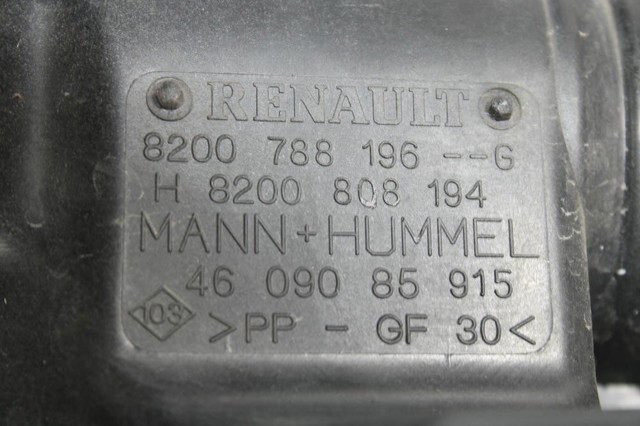 RENAULT
8200 788 196 --G
H 8200 808 194
MANN+HUMMEL
46 090 85 915
103 >PP - GF 30<